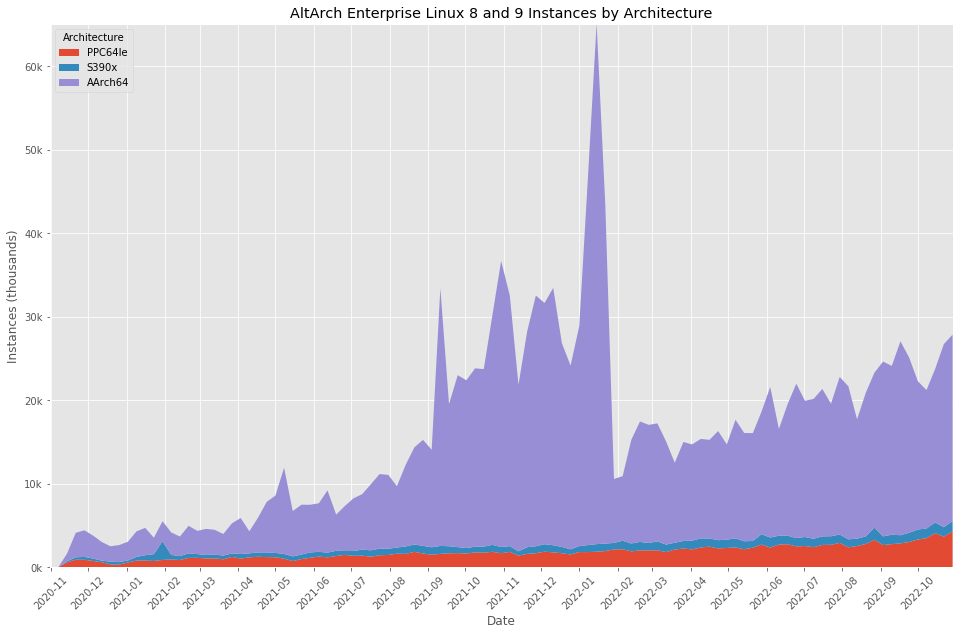 AltArch Enterprise Linux 8 and 9 Instances by Architecture
Architecture
PPC64le
S390x
AArch64
Instances (thousands)
60k
50k
40k
30k
20k
10k
0k
2020-11
2020-12
2021-01
2021-02
2021-03
2021-04
2021-05
2021-06
2021-07
2021-08
2021-09
2021-10
2021-11
2021-12
2022-01
2022-02
2022-03
2022-04
2022-05
2022-06
2022-07
2022-08
2022-09
2022-10
Date